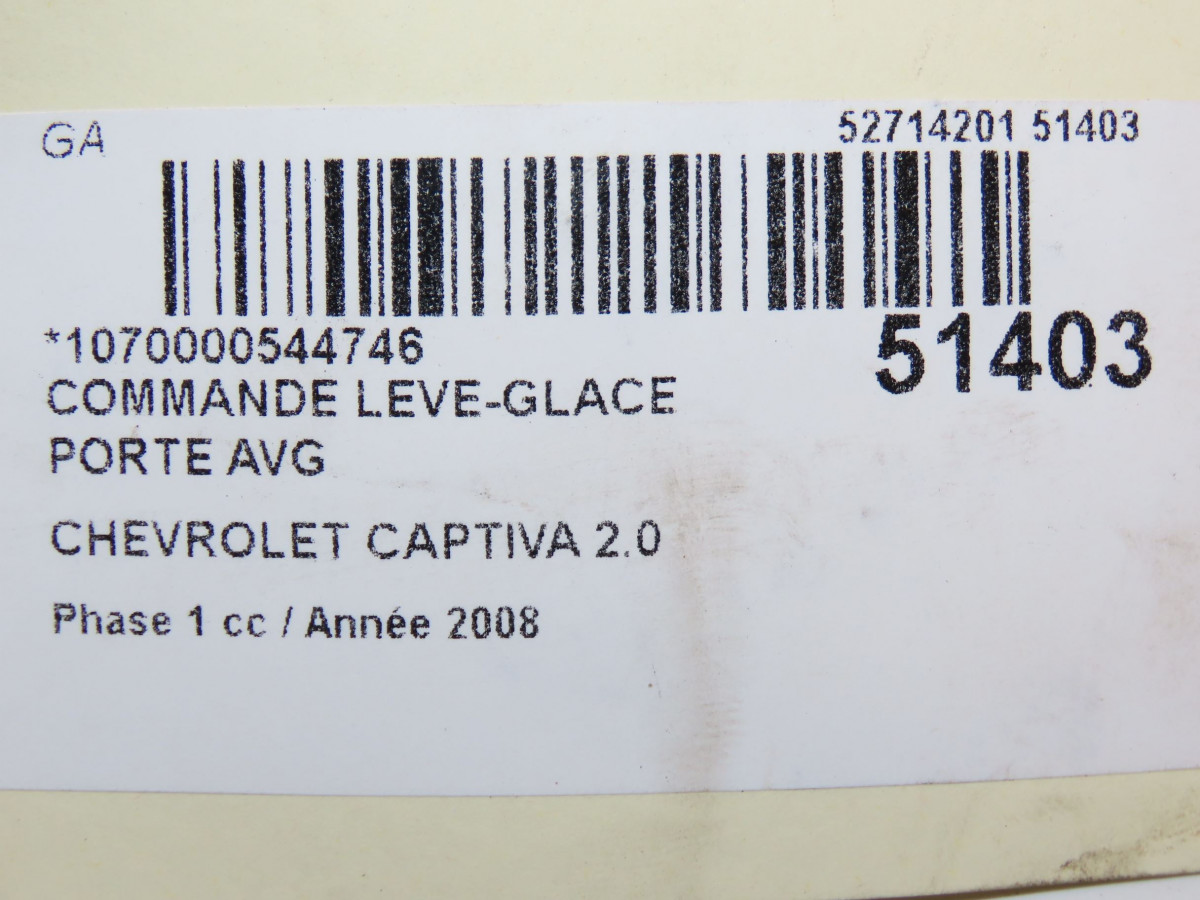 GA
52714201 51403
*1070000544746
51403
COMMANDE LEVE-GLACE
PORTE AVG
CHEVROLET CAPTIVA 2.0
Phase 1 cc / Année 2008